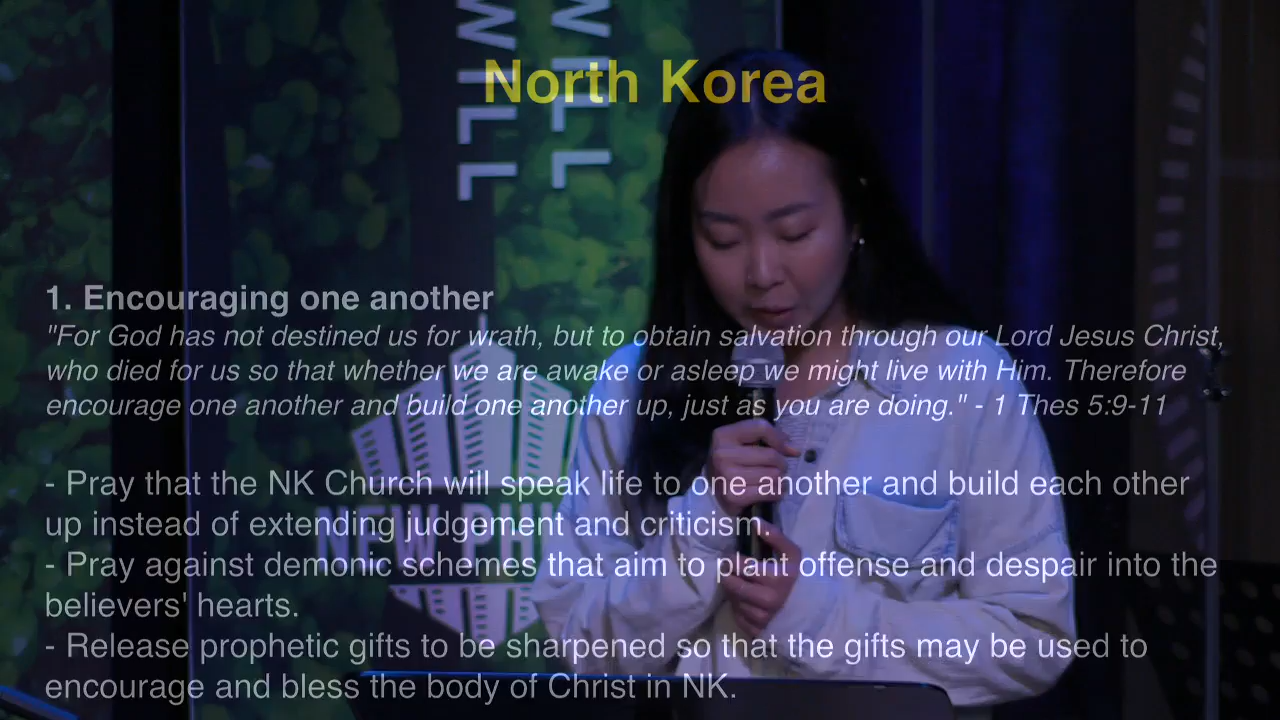 WILL
WELL
North Korea
1. Encouraging one another
"For God has not destined us for wrath, but to obtain salvation through our Lord Jesus Christ,
who died for us so that whether we are awake or asleep we might live with Him. Therefore
encourage one another and build one another up, just as you are doing." - 1 Thes 5:9-11
- Pray that the NK Church will speak life to one another and build each other
up instead of extending judgement and criticism.
- Pray against demonic schemes that aim to plant offense and despair into the
believers' hearts.
NEW PHI
- Release prophetic gifts to be sharpened so that the gifts may be used to
encourage and bless the body of Christ in NK.